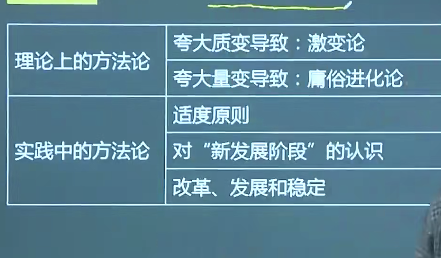 夸大质变导致：激变论
理论上的方法论
夸大量变导致：庸俗进化论
适度原则
实践中的方法论
对“新发展阶段”的认识
改革、发展和稳定